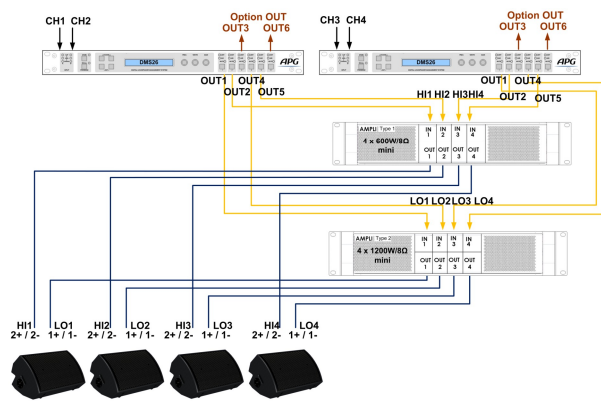 CH1 CH2
Option OUT
OUT3 OUT6
CH3 CH4
Option OUT
OUT3 OUT6
DMS26
APG
DMS26
APG
OUT1 OUT4
OUT2 OUT5
OUT1 OUT4
OUT2 OUT5
HI1 HI2 HI3 HI4
AMPLI Type 1
4 x 600W/8Ω
mini
IN 1 IN 2 IN 3 IN 4
OUT 1 OUT 2 OUT 3 OUT 4
LO1 LO2 LO3 LO4
AMPLI Type 2
4 x 1200W/8Ω
mini
IN 1 IN 2 IN 3 IN 4
OUT 1 OUT 2 OUT 3 OUT 4
HI1 LO1 HI2 LO2 HI3 LO3 HI4 LO4
2+ / 2- 1+ / 1- 2+ / 2- 1+ / 1- 2+ / 2- 1+ / 1- 2+ / 2- 1+ / 1-